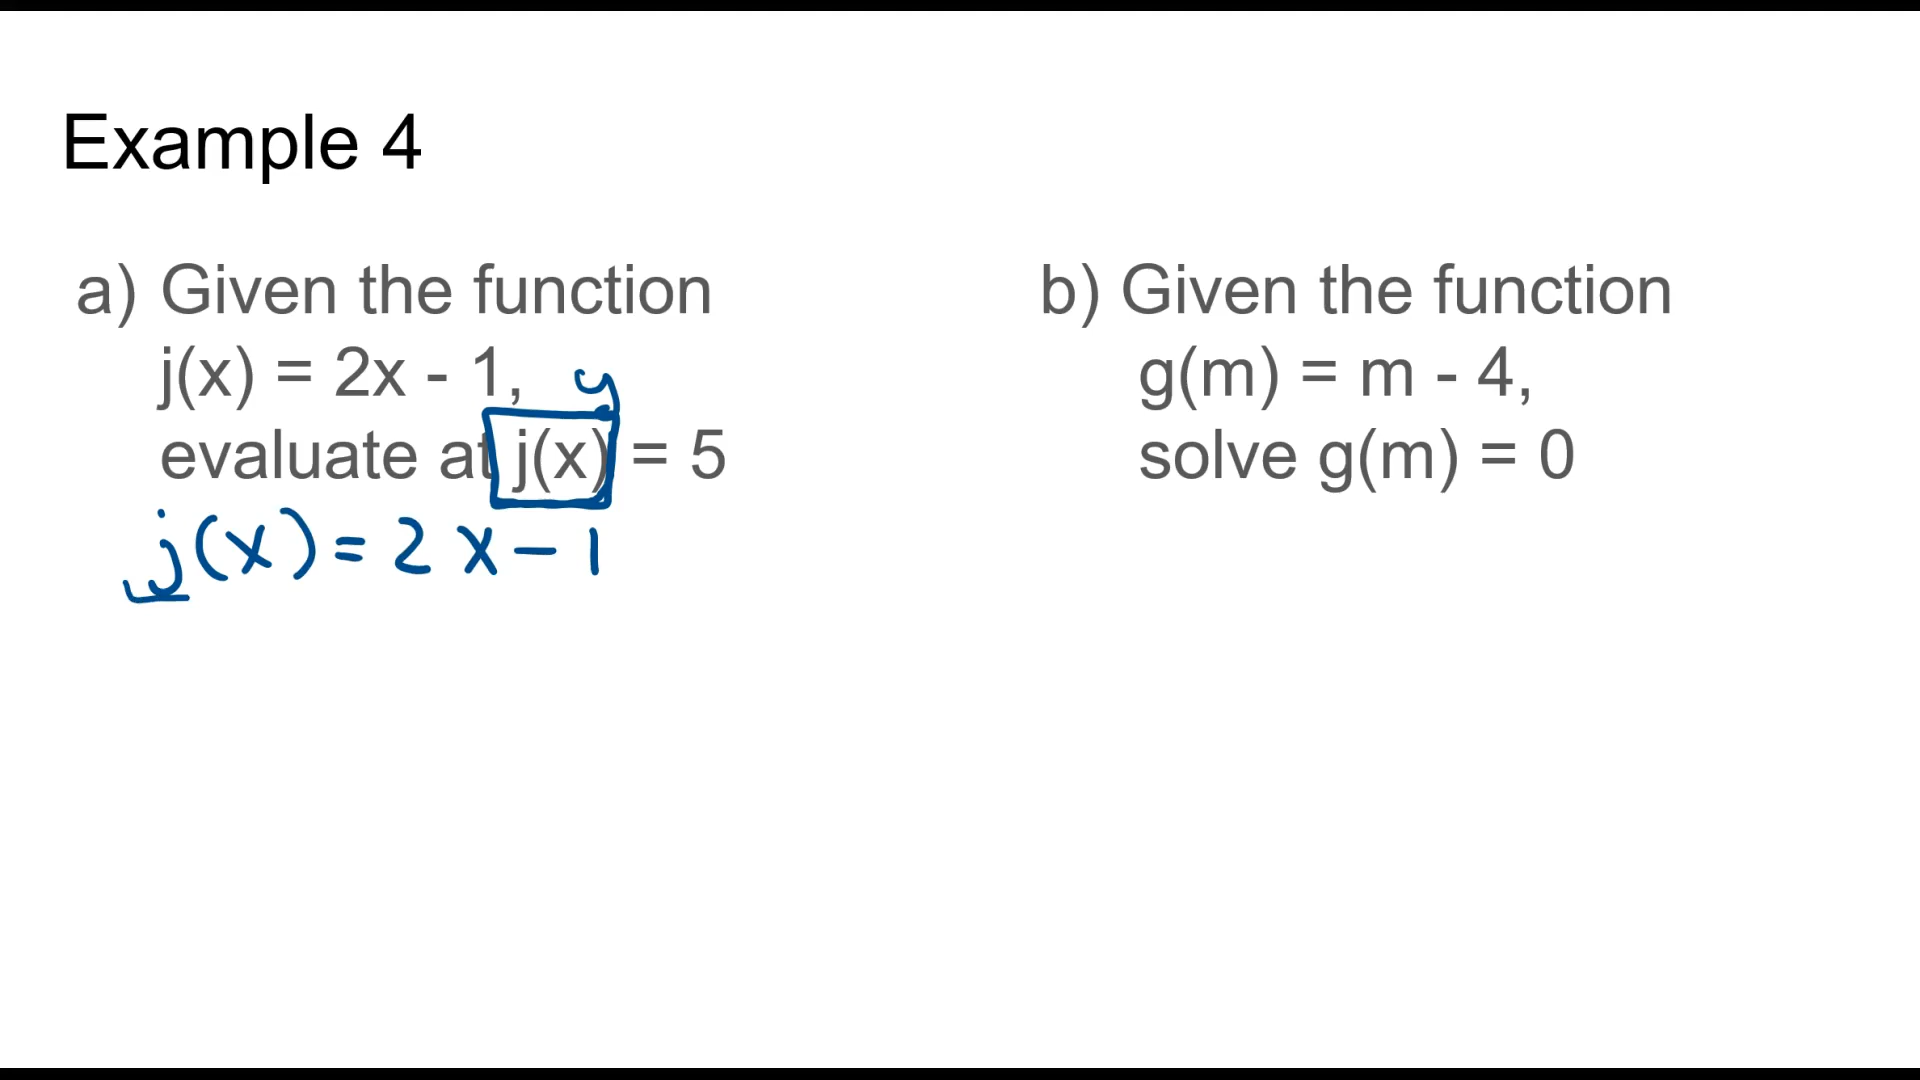 Example 4
a) Given the function
j(x) = 2x - 1,
y
evaluate at j(x) = 5
j(x) = 2x - 1
b) Given the function
g(m) = m - 4,
solve g(m) = 0